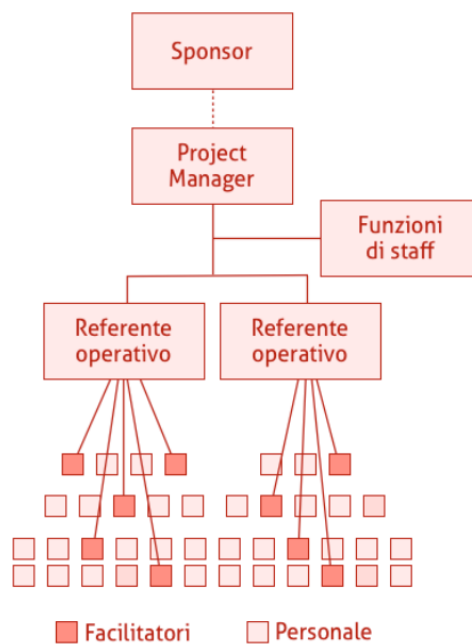 Sponsor
Project
Manager
Funzioni
di staff
Referente
operativo
Referente
operativo
Facilitatori
Personale